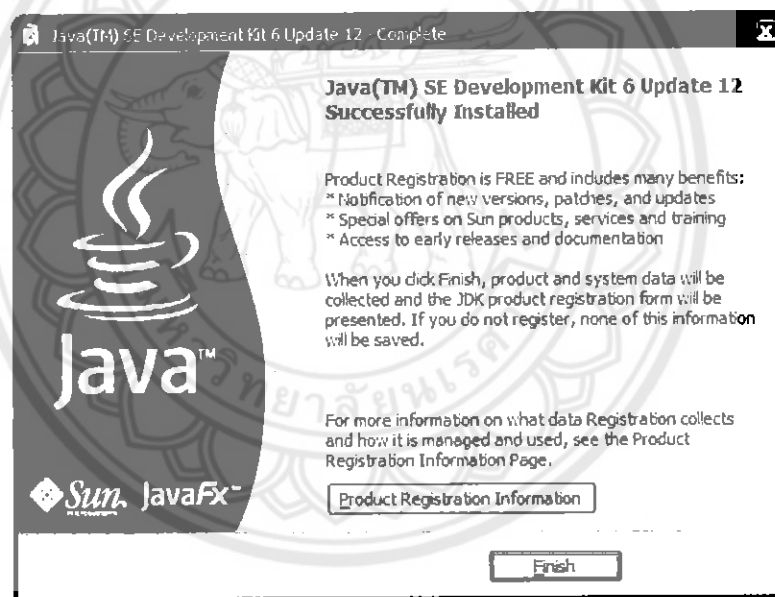 Java(TM) SE Development Kit 6 Update 12 - Complete
Java(TM) SE Development Kit 6 Update 12
Successfully Installed
Product Registration is FREE and includes many benefits:
* Notification of new versions, patches, and updates
* Special offers on Sun products, services and training
* Access to early releases and documentation
When you click Finish, product and system data will be
collected and the JDK product registration form will be
presented. If you do not register, none of this information
will be saved.
Java™
For more information on what data Registration collects
and how it is managed and used, see the Product
Registration Information Page.
Sun JavaFx™
Product Registration Information
Finish